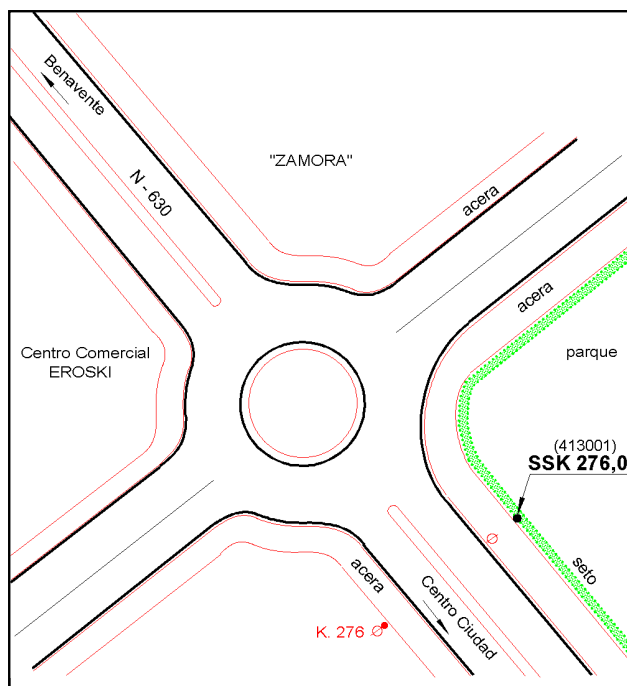 Benavente
N - 630
"ZAMORA"
acera
acera
Centro Comercial
EROSKI
parque
(413001)
SSK 276,0
acera
Centro Ciudad
seto
K. 276